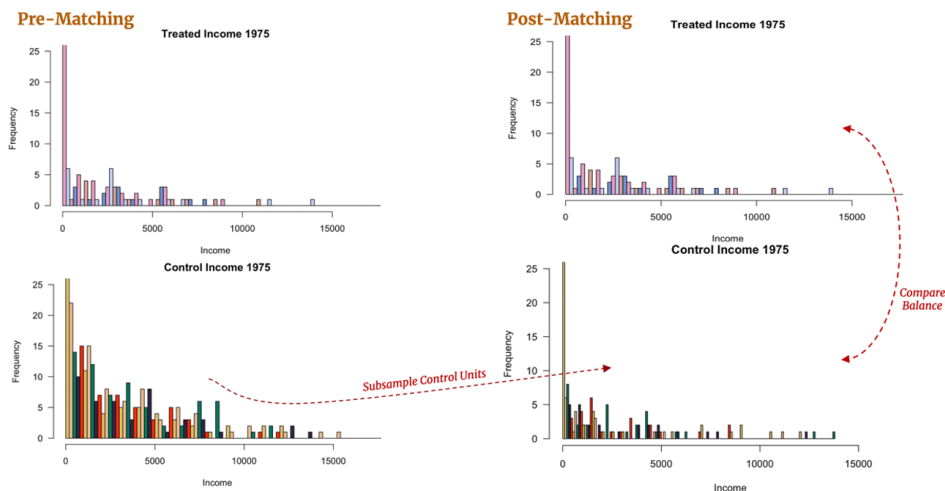 Pre-Matching
Treated Income 1975
Frequency
25
20
15
10
5
0
0 5000 10000 15000
Income
Control Income 1975
Frequency
25
20
15
10
5
0
0 5000 10000 15000
Income
Subsample Control Units
Post-Matching
Treated Income 1975
Frequency
25
20
15
10
5
0
0 5000 10000 15000
Income
Control Income 1975
Frequency
25
20
15
10
5
0
0 5000 10000 15000
Income
Compare
Balance